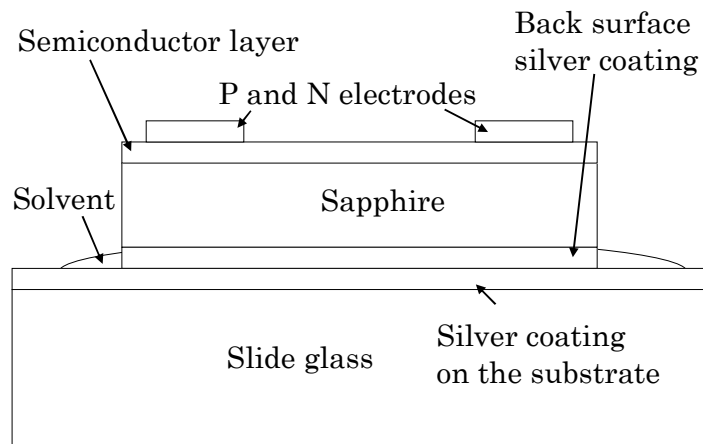 Back surface
silver coating
Semiconductor layer
P and N electrodes
Solvent
Sapphire
Silver coating
on the substrate
Slide glass